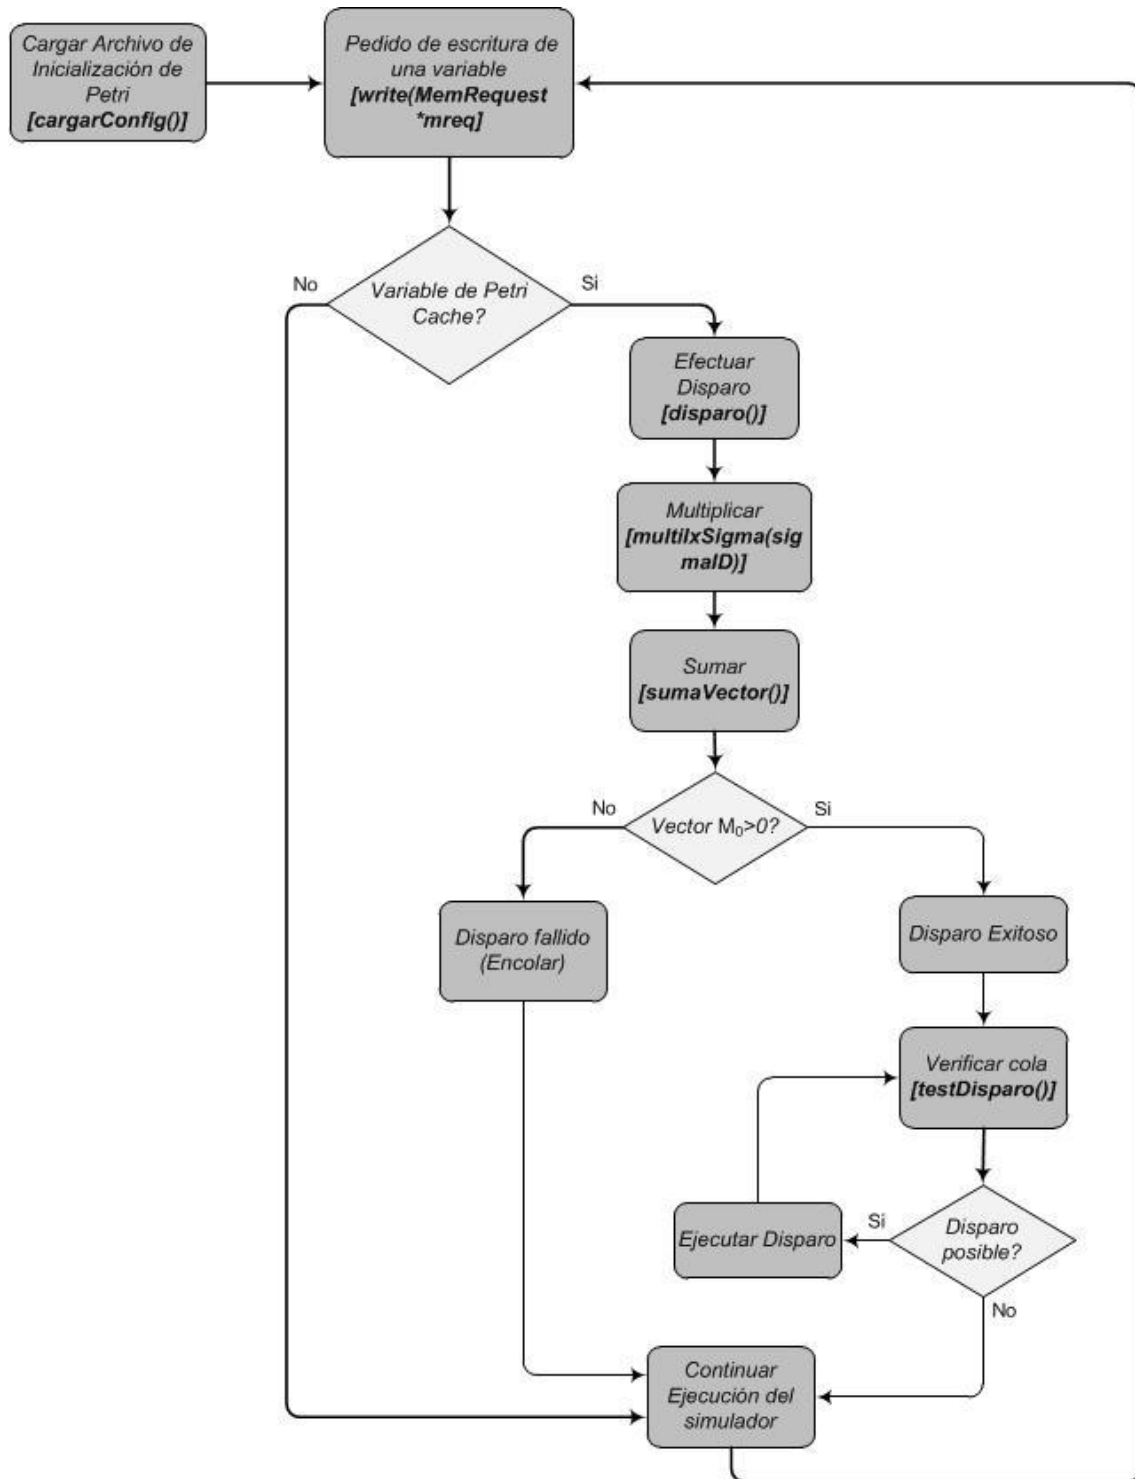 Cargar Archivo de
Inicialización de
Petri
[cargarConfig()]
Pedido de escritura de
una variable
[write(MemRequest
*mreq]
No
Si
Variable de Petri
Cache?
Efectuar
Disparo
[disparo()]
Multiplicar
[multiIxSigma(sig
maID)]
Sumar
[sumaVector()]
No
Si
Vector M₀>0?
Disparo fallido
(Encolar)
Disparo Exitoso
Verificar cola
[testDisparo()]
Ejecutar Disparo
Si
Disparo
posible?
No
Continuar
Ejecución del
simulador